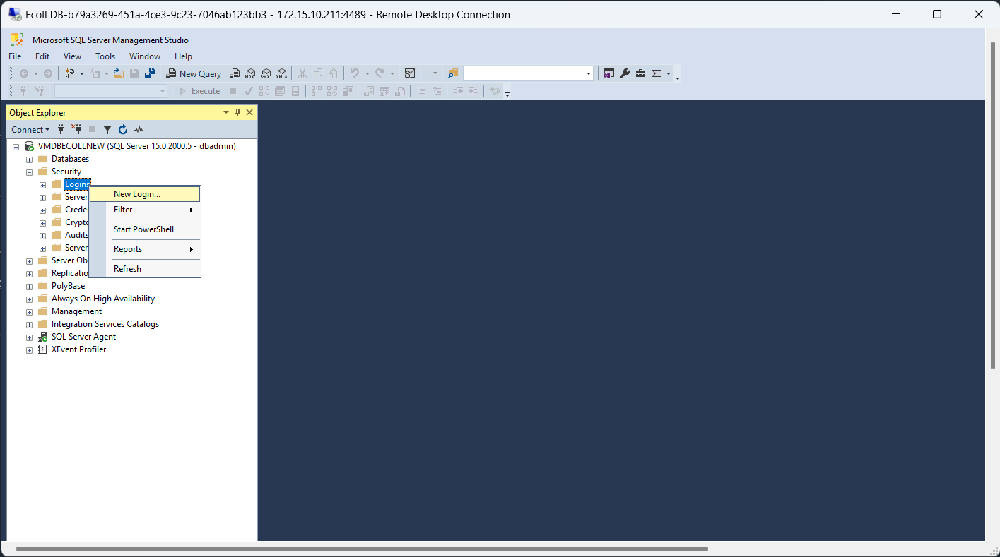 Ecoll DB-b79a3269-451a-4ce3-9c23-7046ab123bb3 - 172.15.10.211:4489 - Remote Desktop Connection
Microsoft SQL Server Management Studio
File Edit View Tools Window Help
New Query MDX DMX XMLA
Execute
Object Explorer
Connect
VMDBECOLLNEW (SQL Server 15.0.2000.5 - dbadmin)
Databases
Security
Logins
New Login...
Server
Filter
Creder
Crypto
Start PowerShell
Audits
Server
Reports
Server Obj
Refresh
Replicatio
PolyBase
Always On High Availability
Management
Integration Services Catalogs
SQL Server Agent
XEvent Profiler